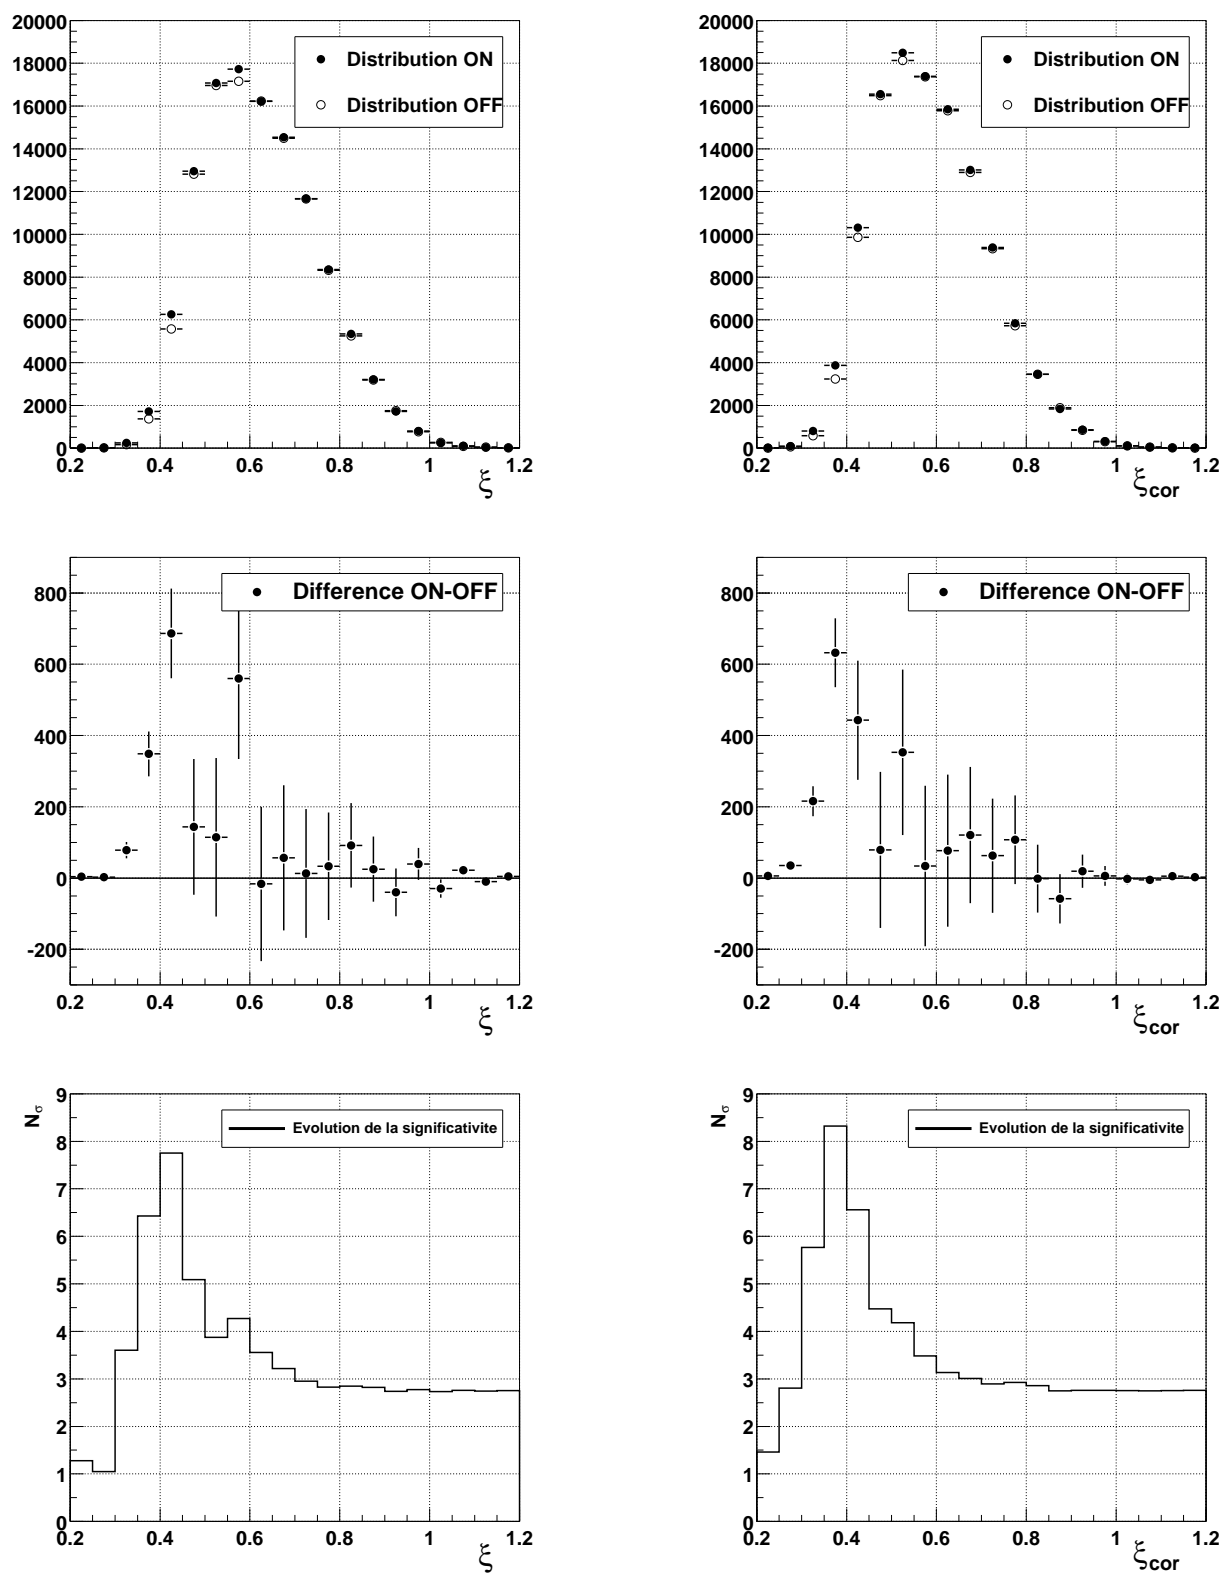 20000
18000
16000
14000
12000
10000
8000
6000
4000
2000
0
Distribution ON
Distribution OFF
0.2 0.4 0.6 0.8 1 1.2
ξ
20000
18000
16000
14000
12000
10000
8000
6000
4000
2000
0
Distribution ON
Distribution OFF
0.2 0.4 0.6 0.8 1 1.2
ξcor
800
600
400
200
0
-200
Difference ON-OFF
0.2 0.4 0.6 0.8 1 1.2
ξ
800
600
400
200
0
-200
Difference ON-OFF
0.2 0.4 0.6 0.8 1 1.2
ξcor
Nσ
9
8
7
6
5
4
3
2
1
0
Evolution de la significativite
0.2 0.4 0.6 0.8 1 1.2
ξ
Nσ
9
8
7
6
5
4
3
2
1
0
Evolution de la significativite
0.2 0.4 0.6 0.8 1 1.2
ξcor